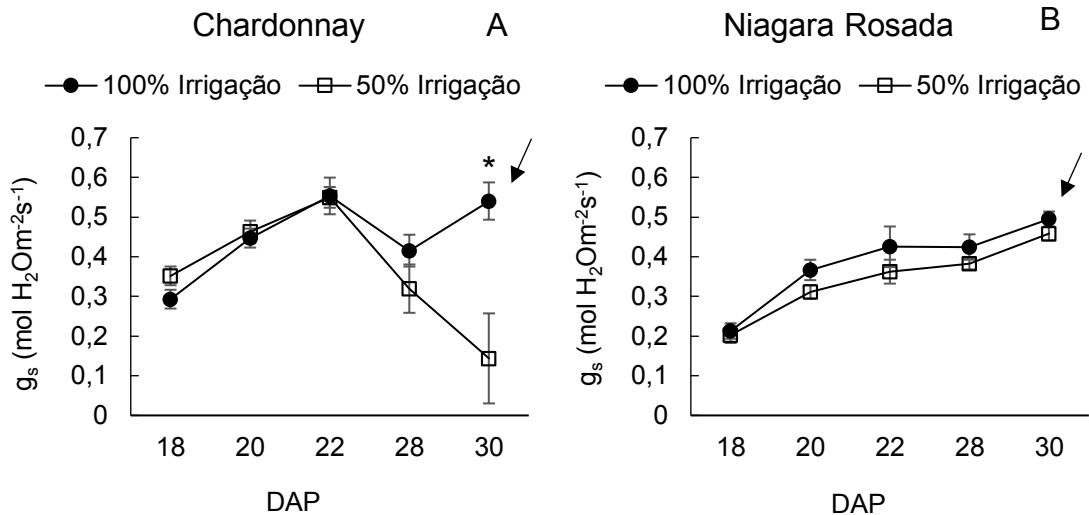 Chardonnay A
100% Irrigação 50% Irrigação
0,7
0,6
0,5
0,4
0,3
0,2
0,1
0
gₛ (mol H₂Om⁻²s⁻¹)
*
18 20 22 28 30
DAP
Niagara Rosada B
100% Irrigação 50% Irrigação
0,7
0,6
0,5
0,4
0,3
0,2
0,1
0
gₛ (mol H₂Om⁻²s⁻¹)
18 20 22 28 30
DAP